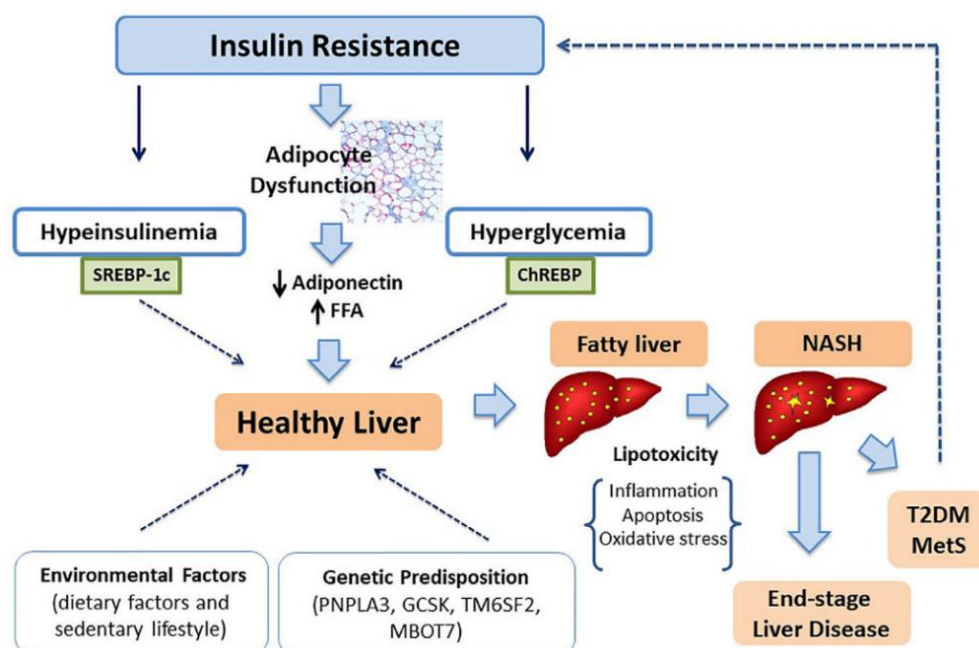 Insulin Resistance
Adipocyte
Dysfunction
Hypeinsulinemia
SREBP-1c
Hyperglycemia
ChREBP
↓ Adiponectin
↑ FFA
Healthy Liver
Fatty liver
NASH
Lipotoxicity
Inflammation
Apoptosis
Oxidative stress
T2DM
MetS
End-stage
Liver Disease
Environmental Factors
(dietary factors and
sedentary lifestyle)
Genetic Predisposition
(PNPLA3, GCSK, TM6SF2,
MBOT7)